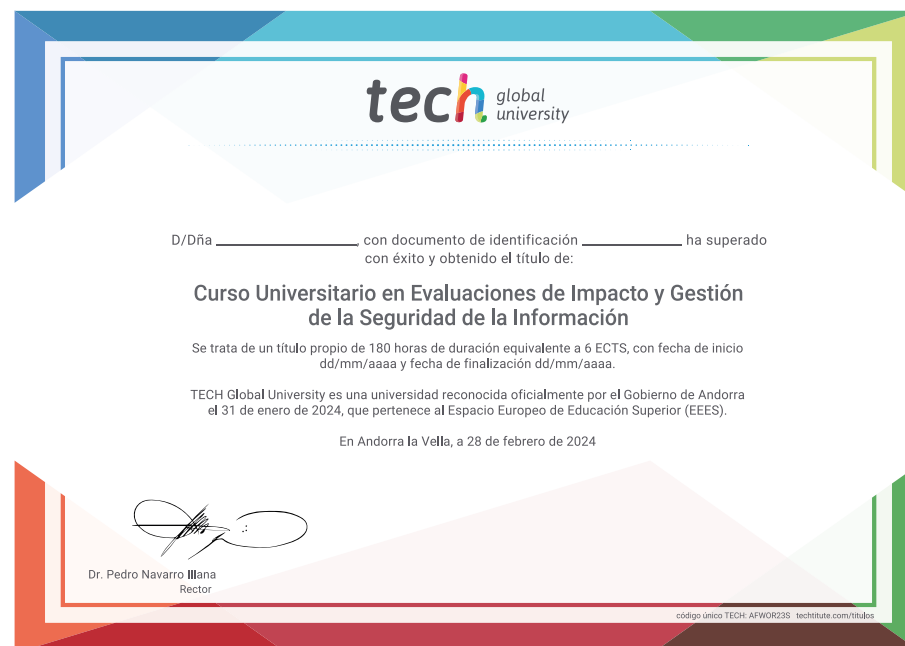 tech global university
D/Dña ____________, con documento de identificación ____________ ha superado
con éxito y obtenido el título de:
Curso Universitario en Evaluaciones de Impacto y Gestión
de la Seguridad de la Información
Se trata de un título propio de 180 horas de duración equivalente a 6 ECTS, con fecha de inicio
dd/mm/aaaa y fecha de finalización dd/mm/aaaa.
TECH Global University es una universidad reconocida oficialmente por el Gobierno de Andorra
el 31 de enero de 2024, que pertenece al Espacio Europeo de Educación Superior (EEES).
En Andorra la Vella, a 28 de febrero de 2024
Dr. Pedro Navarro Illana
Rector
código único TECH: AFWOR23S techtitute.com/titulos